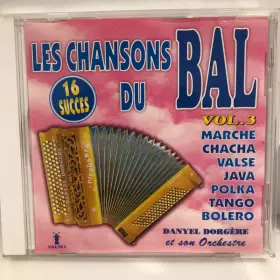 LES CHANSONS
DU
BAL
16
SUCCES
VOL.3
MARCHE
CHACHA
VALSE
JAVA
POLKA
TANGO
BOLERO
DANYEL DORGÈRE
et son Orchestre